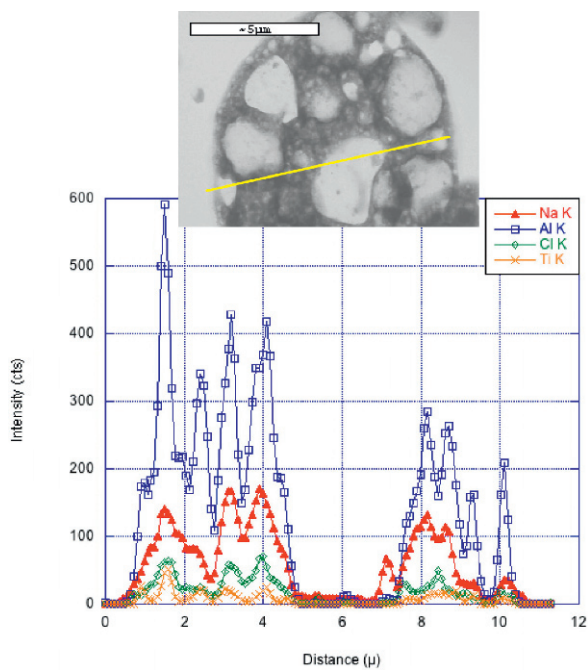 ~5µm
Na K
Al K
Cl K
Ti K
600
500
400
300
200
100
0
Intensity (cts)
0 2 4 6 8 10 12
Distance (µ)